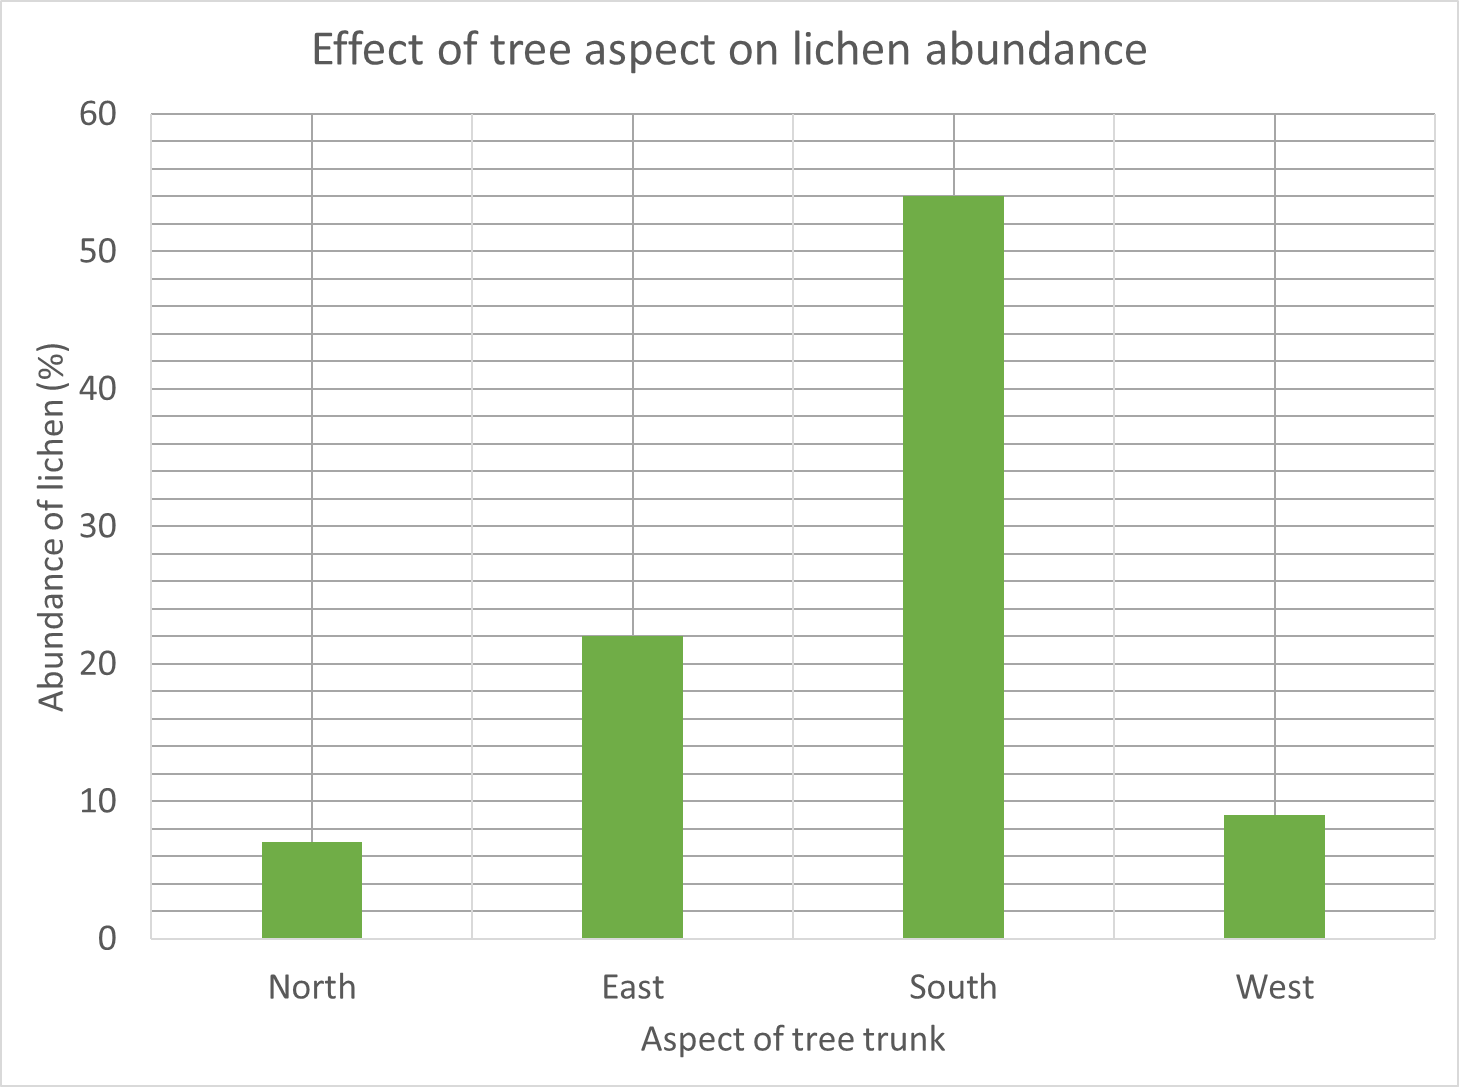 Effect of tree aspect on lichen abundance
Abundance of lichen (%)
60
50
40
30
20
10
0
North East South West
Aspect of tree trunk